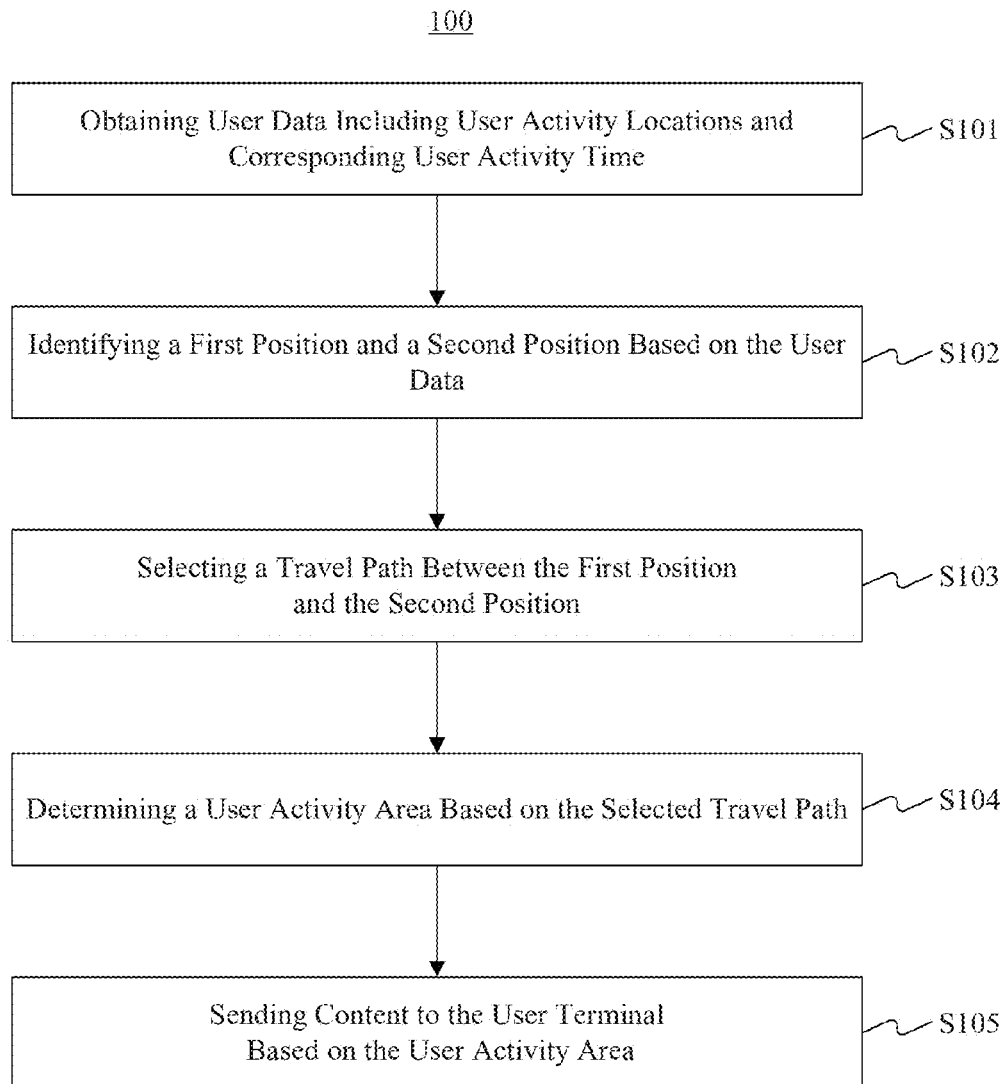 100
Obtaining User Data Including User Activity Locations and
Corresponding User Activity Time
S101
Identifying a First Position and a Second Position Based on the User
Data
S102
Selecting a Travel Path Between the First Position
and the Second Position
S103
Determining a User Activity Area Based on the Selected Travel Path
S104
Sending Content to the User Terminal
Based on the User Activity Area
S105